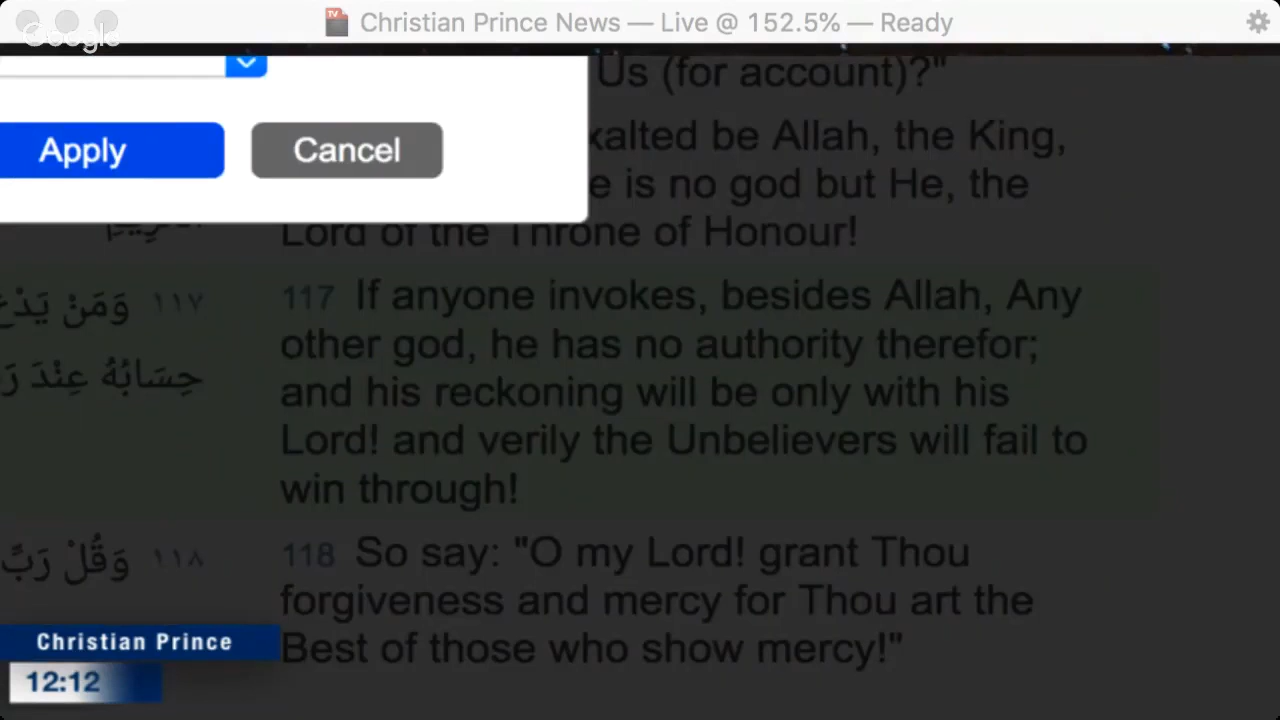 Christian Prince News — Live @ 152.5% — Ready
Google
Us (for account)?"
Apply
Cancel
xalted be Allah, the King,
e is no god but He, the
Lord of the Throne of Honour!
١١٧ وَمَنْ يَدْعُ
حِسَابُهُ عِنْدَ رَ
117 If anyone invokes, besides Allah, Any
other god, he has no authority therefor;
and his reckoning will be only with his
Lord! and verily the Unbelievers will fail to
win through!
١١٨ وَقُلْ رَبِّ
118 So say: "O my Lord! grant Thou
forgiveness and mercy for Thou art the
Best of those who show mercy!"
Christian Prince
12:12